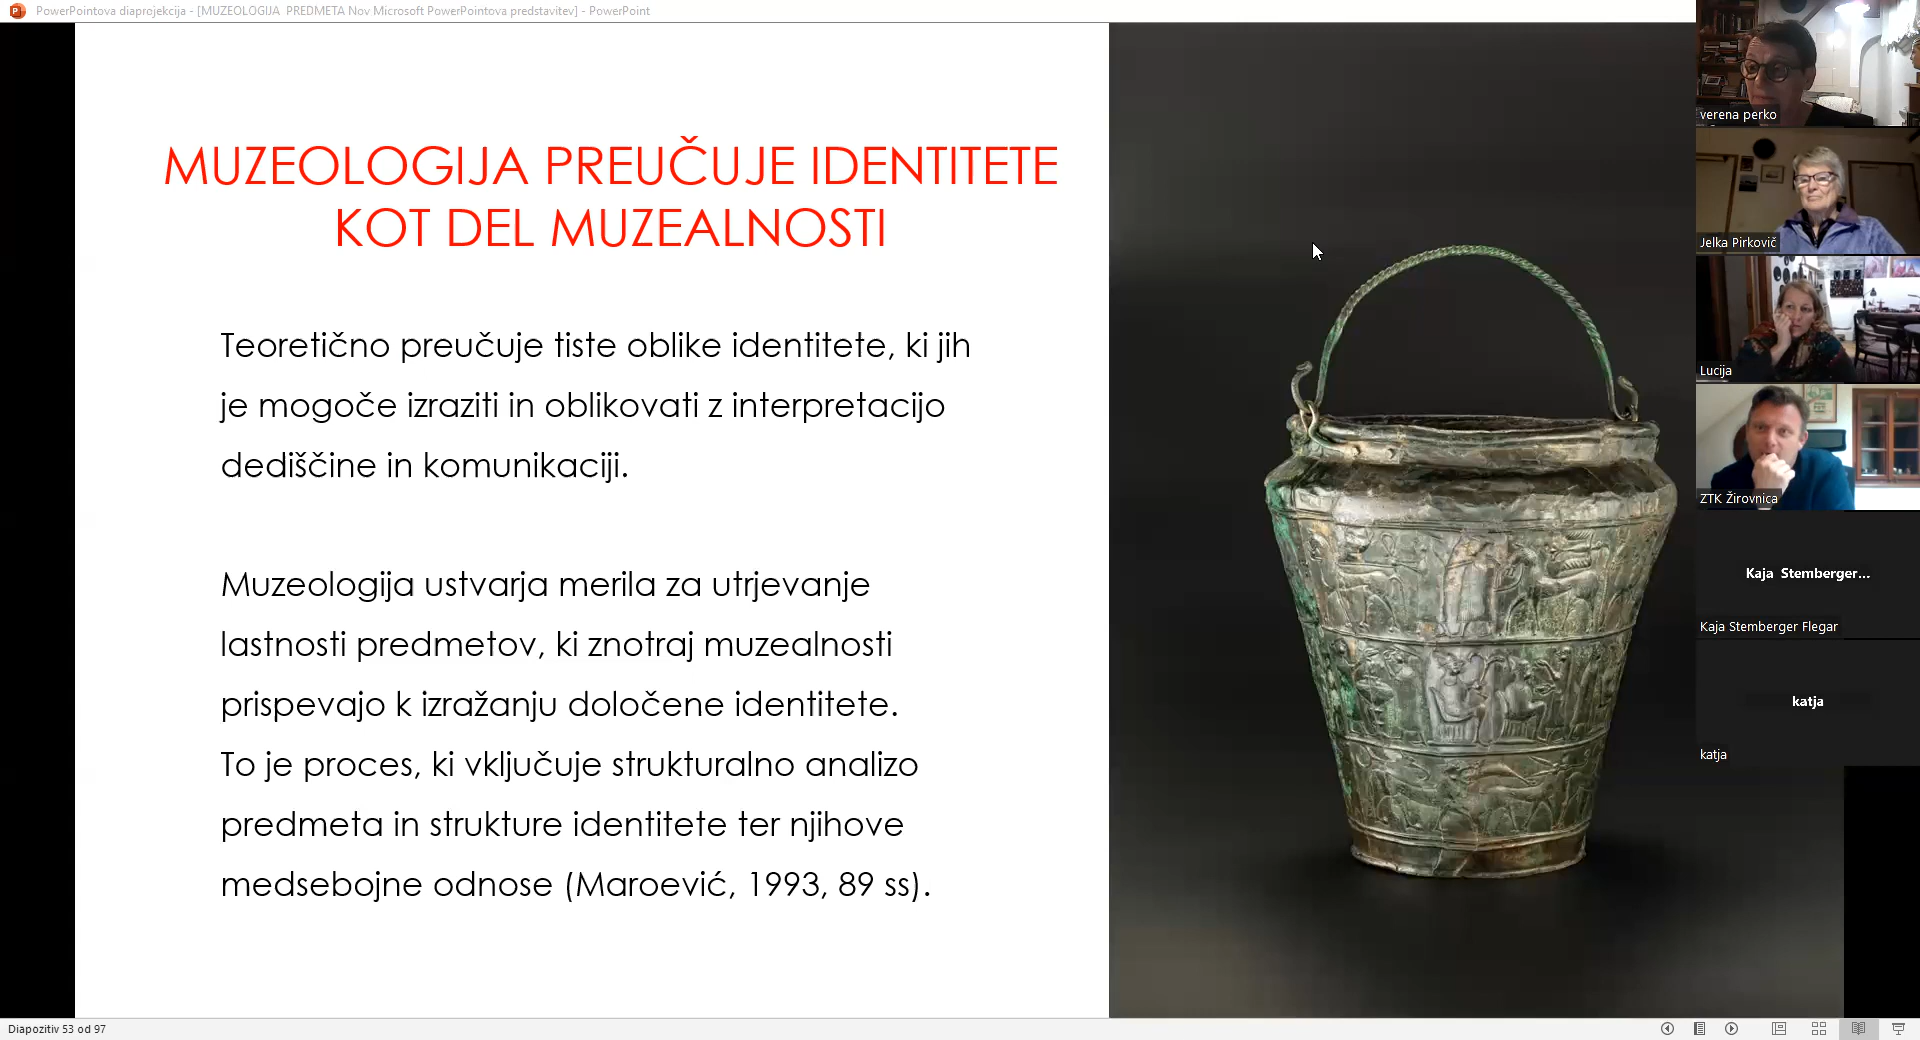 PowerPointova diaprojekcija - [MUZEOLOGIJA  PREDMETA Nov Microsoft PowerPointova predstavitev] - PowerPoint
MUZEOLOGIJA PREUČUJE IDENTITETE
KOT DEL MUZEALNOSTI
Teoretično preučuje tiste oblike identitete, ki jih
je mogoče izraziti in oblikovati z interpretacijo
dediščine in komunikaciji.
Muzeologija ustvarja merila za utrjevanje
lastnosti predmetov, ki znotraj muzealnosti
prispevajo k izražanju določene identitete.
To je proces, ki vključuje strukturalno analizo
predmeta in strukture identitete ter njihove
medsebojne odnose (Maroević, 1993, 89 ss).
verena perko
Jelka Pirkovič
Lucija
ZTK Žirovnica
Kaja Stemberger...
Kaja Stemberger Flegar
katja
katja
Diapozitiv 53 od 97